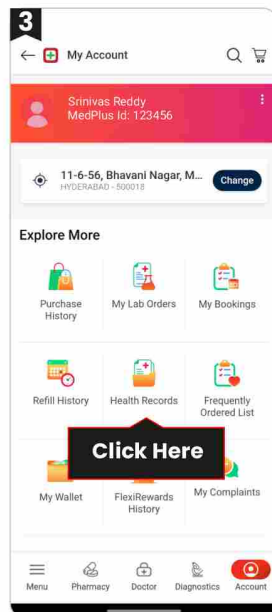 3
My Account
Srinivas Reddy
MedPlus Id: 123456
11-6-56, Bhavani Nagar, M...
HYDERABAD - 500018
Change
Explore More
Purchase
History
My Lab Orders
My Bookings
Refill History
Health Records
Frequently
Ordered List
Click Here
My Wallet
FlexiRewards
History
My Complaints
Menu
Pharmacy
Doctor
Diagnostics
Account